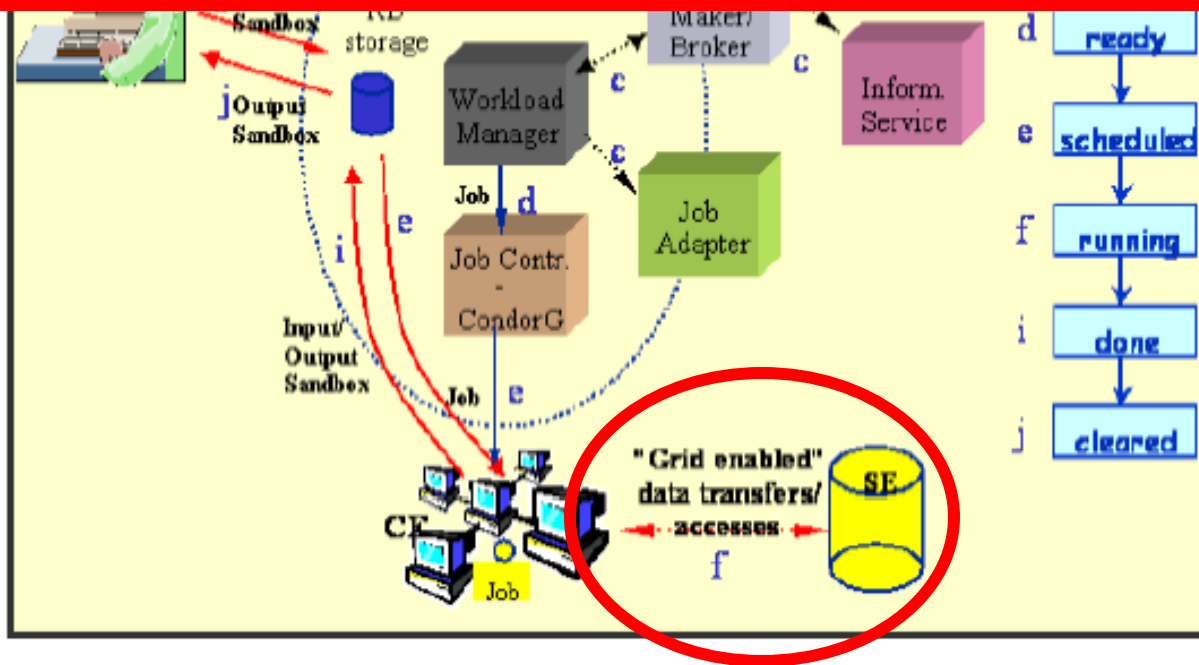 Sandbox
storage
Maker/
Broker
c
c
Inform.
Service
d
ready
j
Output
Sandbox
Workload
Manager
c
e
scheduled
Job
d
Job
Adapter
f
running
e
i
Job Contr.
-
CondorG
Input/
Output
Sandbox
i
done
Job
e
j
cleared
"Grid enabled"
data transfers/
accesses
f
SE
CE
Job